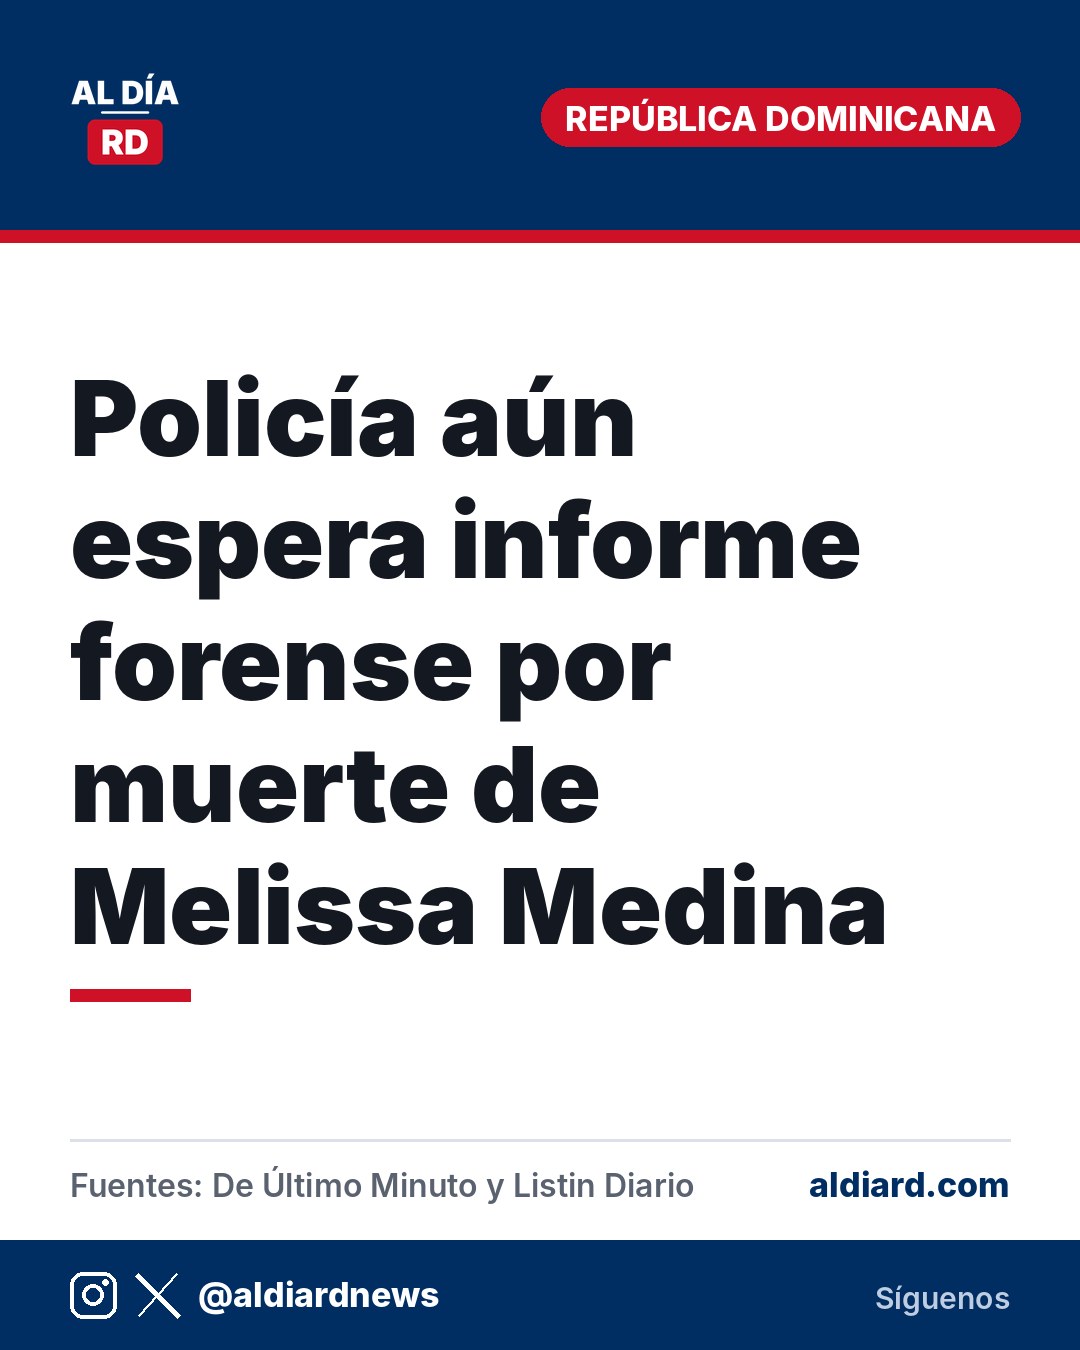 AL DÍA
RD
REPÚBLICA DOMINICANA
Policía aún
espera informe
forense por
muerte de
Melissa Medina
Fuentes: De Último Minuto y Listin Diario
aldiard.com
@aldiardnews
Síguenos